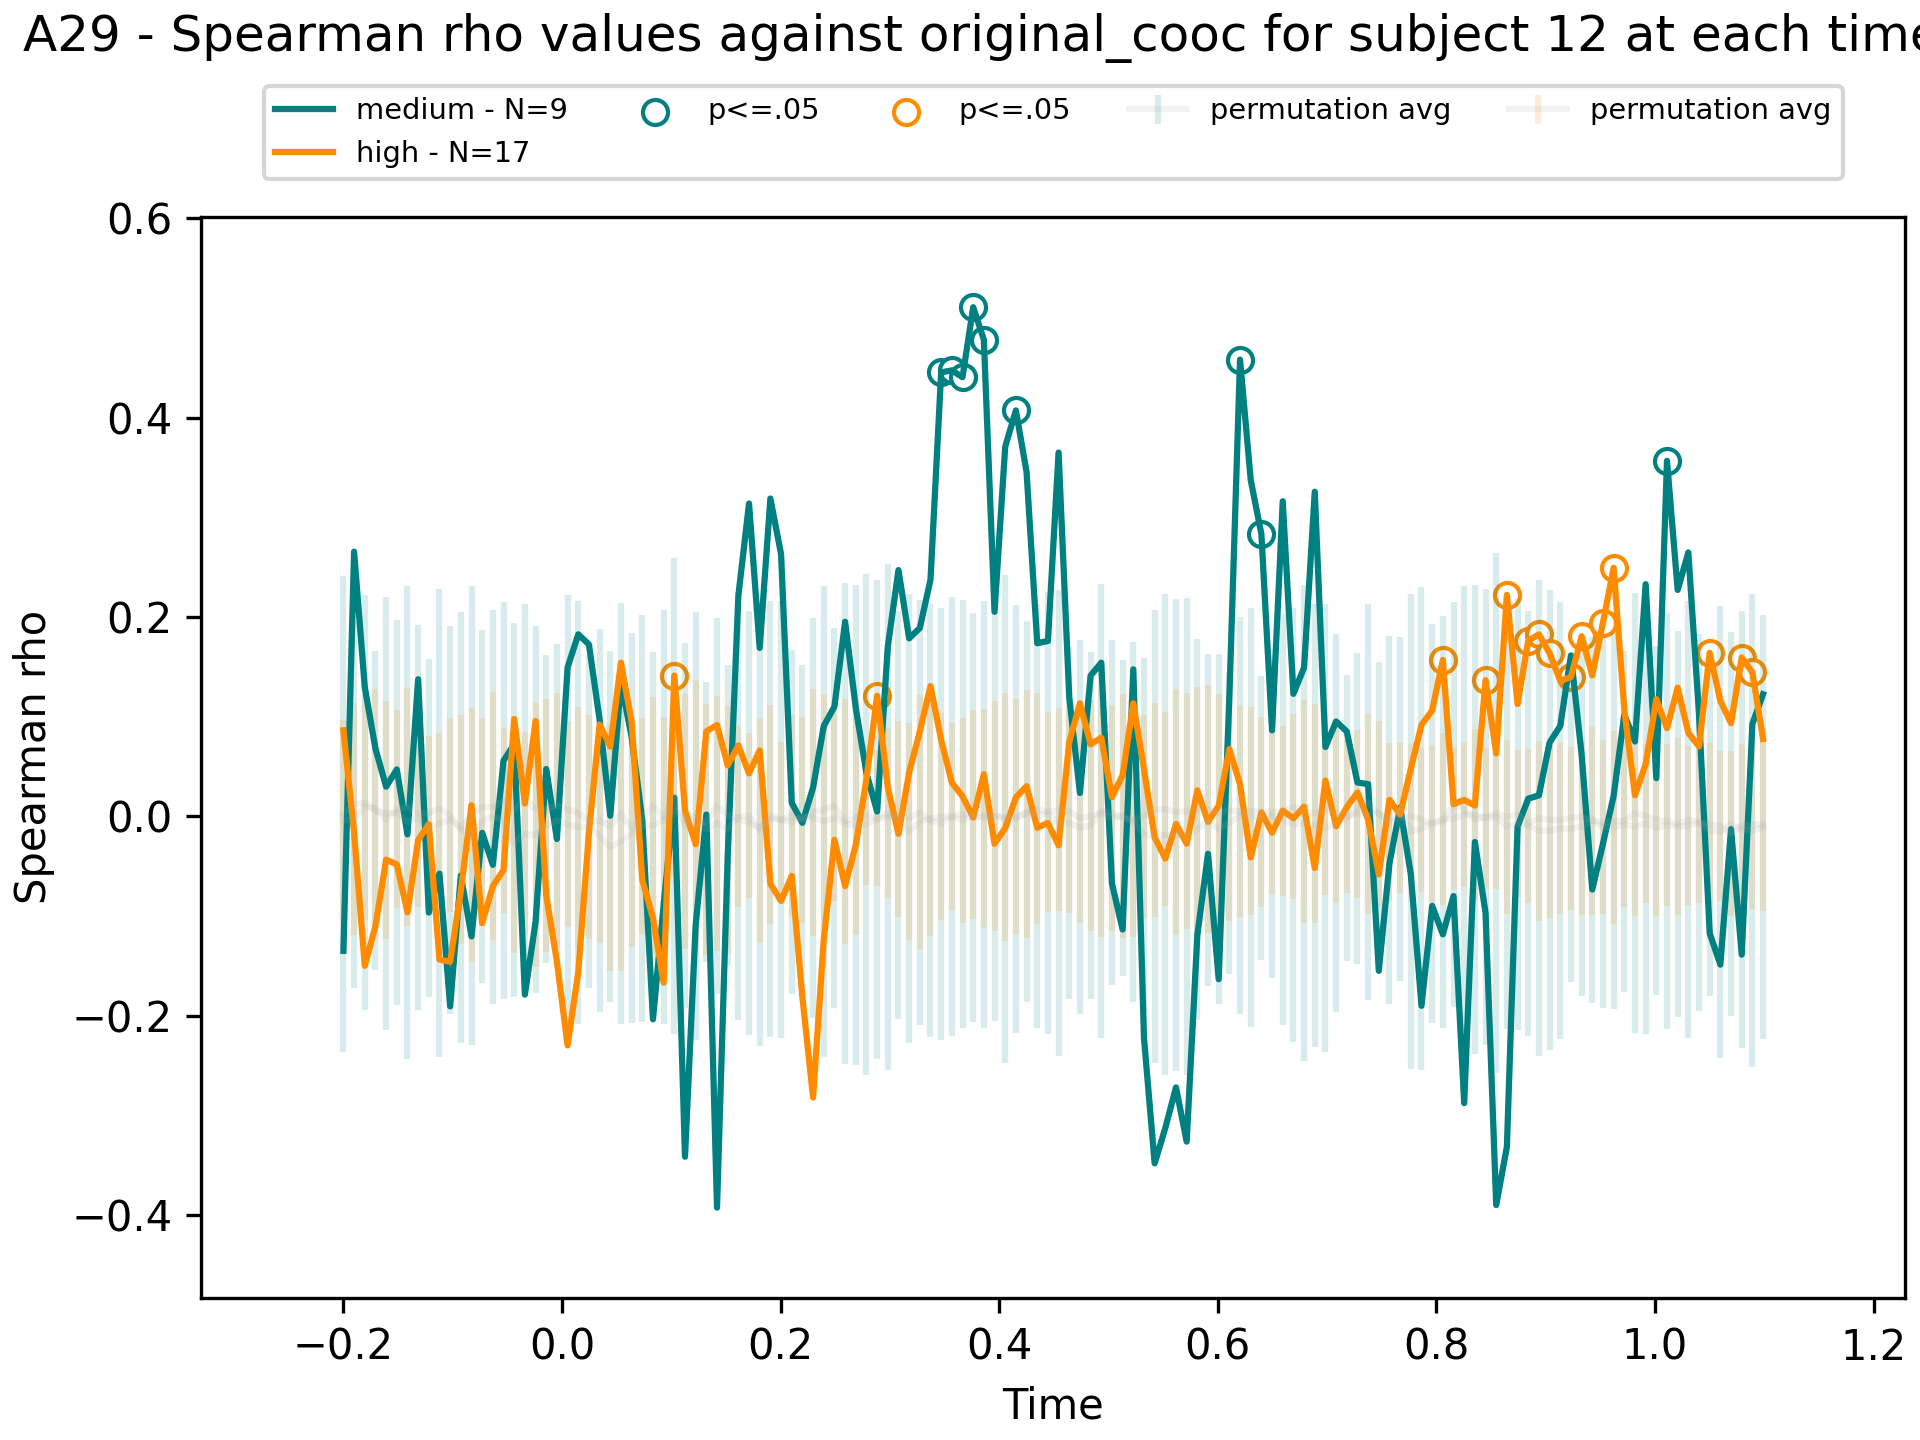 A29 - Spearman rho values against original_cooc for subject 12 at each time
medium - N=9
high - N=17
p<=.05
p<=.05
permutation avg
permutation avg
Spearman rho
0.6
0.4
0.2
0.0
−0.2
−0.4
−0.2
0.0
0.2
0.4
0.6
0.8
1.0
1.2
Time